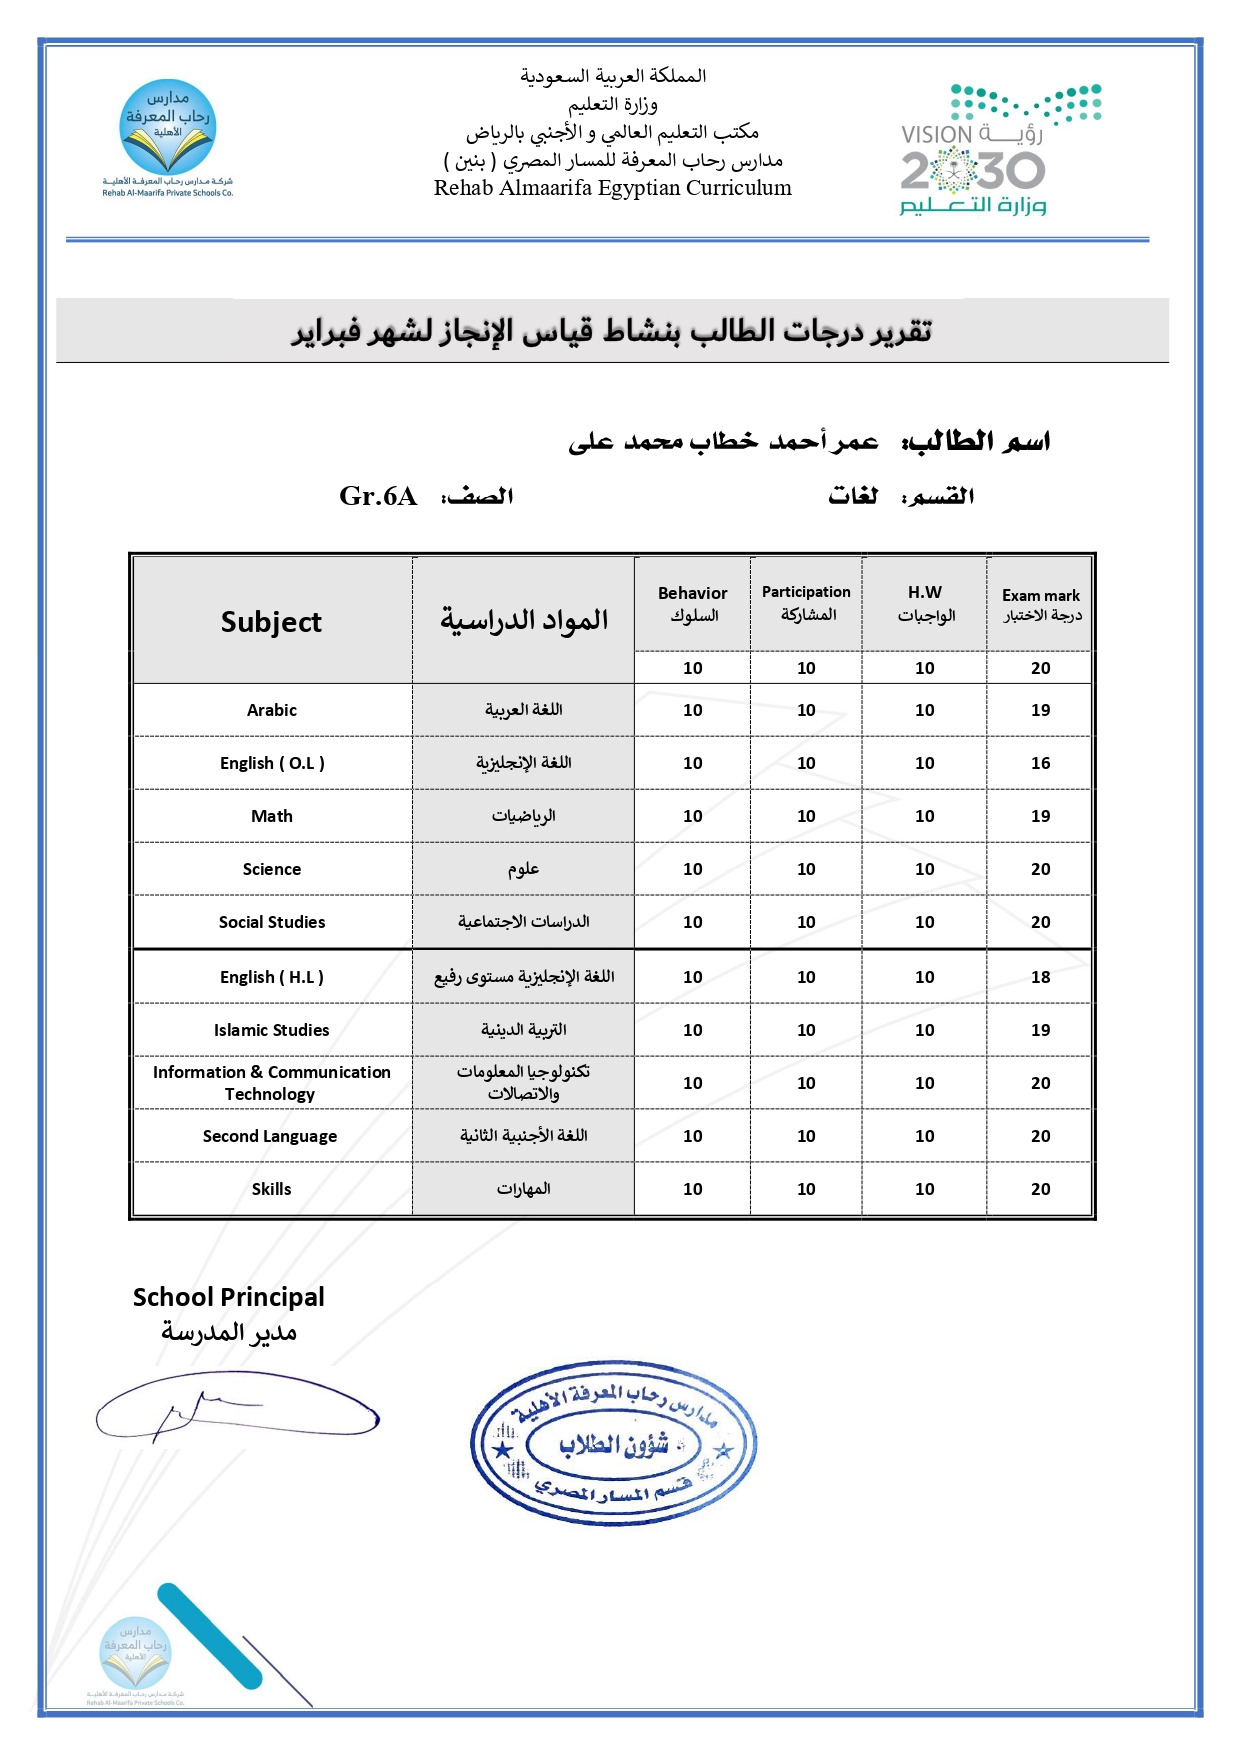 مدارس
رحاب المعرفة
الأهلية
شركة مدارس رحاب المعرفة الأهلية
Rehab Al-Maarifa Private Schools Co.
المملكة العربية السعودية
وزارة التعليم
مكتب التعليم العالمي و الأجنبي بالرياض
مدارس رحاب المعرفة للمسار المصري ( بنين )
Rehab Almaarifa Egyptian Curriculum
VISION رؤيـــة
2030
وزارة التعليم
تقرير درجات الطالب بنشاط قياس الإنجاز لشهر فبراير
اسم الطالب: عمر أحمد خطاب محمد على
القسم: لغات الصف: Gr.6A
Subject المواد الدراسية Behavior السلوك Participation المشاركة H.W الواجبات Exam mark درجة الاختبار
10 10 10 20
Arabic اللغة العربية 10 10 10 19
English ( O.L ) اللغة الإنجليزية 10 10 10 16
Math الرياضيات 10 10 10 19
Science علوم 10 10 10 20
Social Studies الدراسات الاجتماعية 10 10 10 20
English ( H.L ) اللغة الإنجليزية مستوى رفيع 10 10 10 18
Islamic Studies التربية الدينية 10 10 10 19
Information & Communication Technology تكنولوجيا المعلومات والاتصالات 10 10 10 20
Second Language اللغة الأجنبية الثانية 10 10 10 20
Skills المهارات 10 10 10 20
School Principal
مدير المدرسة
مدارس رحاب المعرفة الأهلية
شؤون الطلاب
قسم المسار المصري
مدارس
رحاب المعرفة
الأهلية
شركة مدارس رحاب المعرفة الأهلية
Rehab Al-Maarifa Private Schools Co.